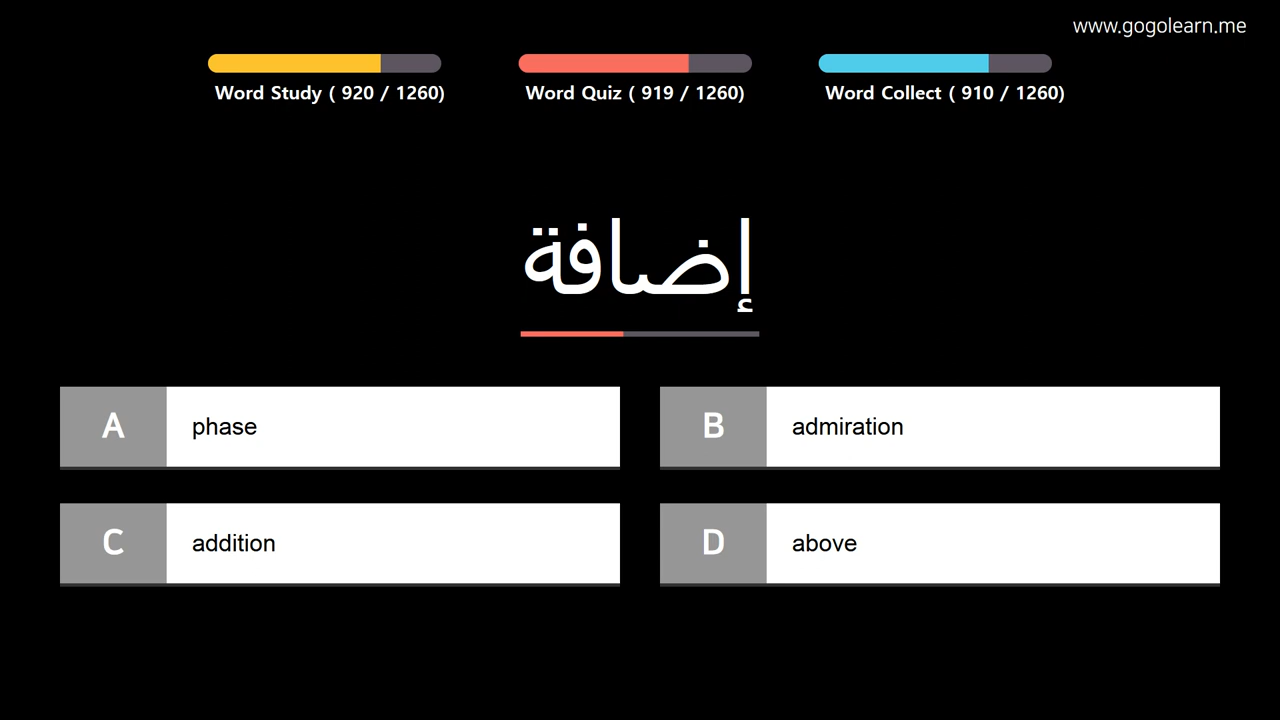 www.gogolearn.me
Word Study ( 920 / 1260)
Word Quiz ( 919 / 1260)
Word Collect ( 910 / 1260)
إضافة
A phase
B admiration
C addition
D above